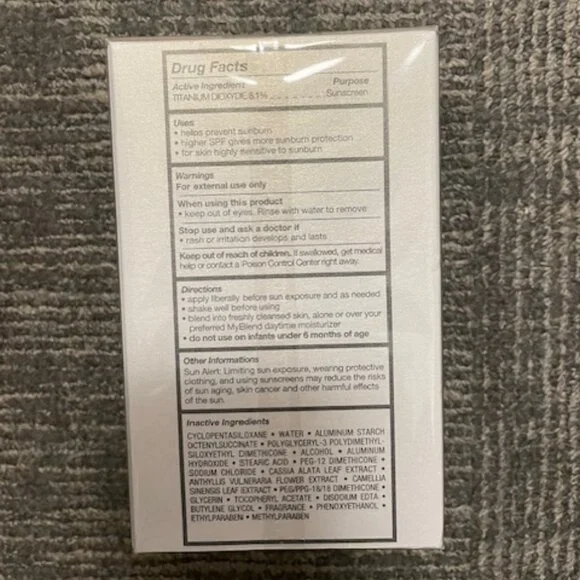 Drug Facts
Active Ingredient Purpose
TITANIUM DIOXYDE 6.1% Sunscreen
Uses
• helps prevent sunburn
• higher SPF gives more sunburn protection
• for skin highly sensitive to sunburn
Warnings
For external use only
When using this product
• keep out of eyes. Rinse with water to remove
Stop use and ask a doctor if
• rash or irritation develops and lasts
Keep out of reach of children. If swallowed, get medical
help or contact a Poison Control Center right away.
Directions
• apply liberally before sun exposure and as needed
• shake well before using
• blend into freshly cleansed skin, alone or over your
preferred MyBlend daytime moisturizer
• do not use on infants under 6 months of age
Other Informations
Sun Alert: Limiting sun exposure, wearing protective
clothing, and using sunscreens may reduce the risks
of sun aging, skin cancer and other harmful effects
of the sun.
Inactive Ingredients
CYCLOPENTASILOXANE • WATER • ALUMINUM STARCH
OCTENYLSUCCINATE • POLYGLYCERYL-3 POLYDIMETHYL-
SILOXYETHYL DIMETHICONE • ALCOHOL • ALUMINUM
HYDROXIDE • STEARIC ACID • PEG-12 DIMETHICONE •
SODIUM CHLORIDE • CASSIA ALATA LEAF EXTRACT •
ANTHYLLIS VULNERARIA FLOWER EXTRACT • CAMELLIA
SINENSIS LEAF EXTRACT • PEG/PPG-18/18 DIMETHICONE •
GLYCERIN • TOCOPHERYL ACETATE • DISODIUM EDTA •
BUTYLENE GLYCOL • FRAGRANCE • PHENOXYETHANOL •
ETHYLPARABEN • METHYLPARABEN